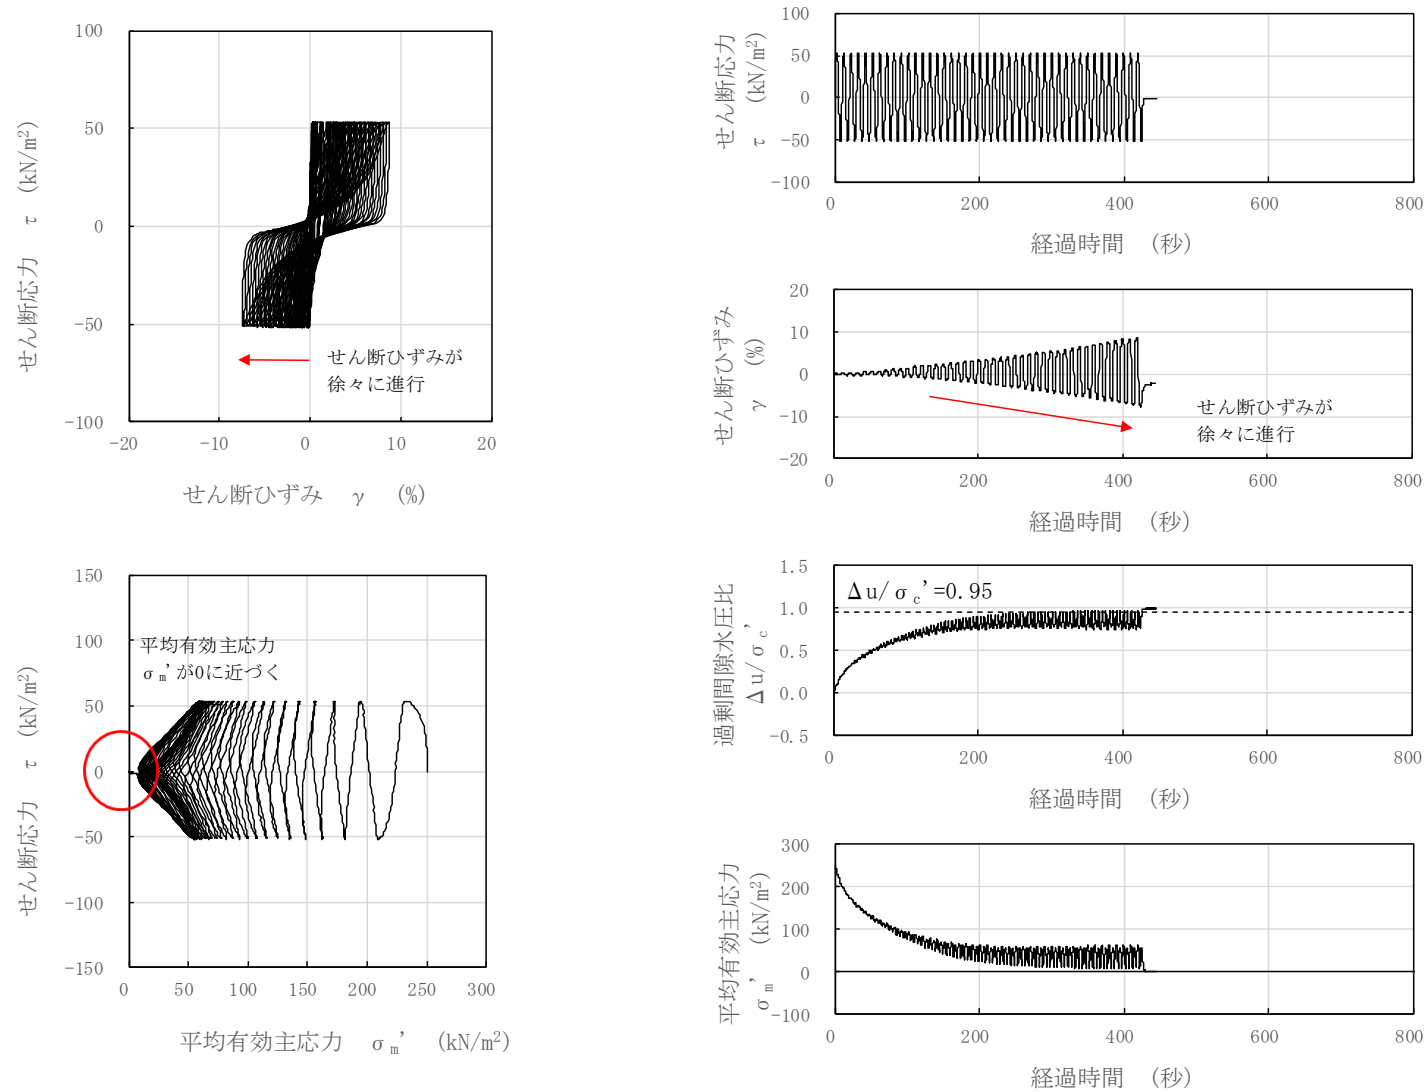 100
50
0
-50
-100
せん断応力 τ (kN/m²)
せん断ひずみが
徐々に進行
-20
-10
0
10
20
せん断ひずみ γ (%)
100
50
0
-50
-100
せん断応力
τ (kN/m²)
0
200
400
600
800
経過時間 (秒)
20
10
0
-10
-20
せん断ひずみ
γ (%)
せん断ひずみが
徐々に進行
0
200
400
600
800
経過時間 (秒)
150
100
50
0
-50
-100
-150
せん断応力 τ (kN/m²)
平均有効主応力
σm'が0に近づく
0
50
100
150
200
250
300
平均有効主応力 σm' (kN/m²)
1.5
1.0
0.5
0.0
-0.5
過剰間隙水圧比
Δu/σc'
Δu/σc'=0.95
0
200
400
600
800
経過時間 (秒)
300
200
100
0
-100
平均有効主応力
σm' (kN/m²)
0
200
400
600
800
経過時間 (秒)